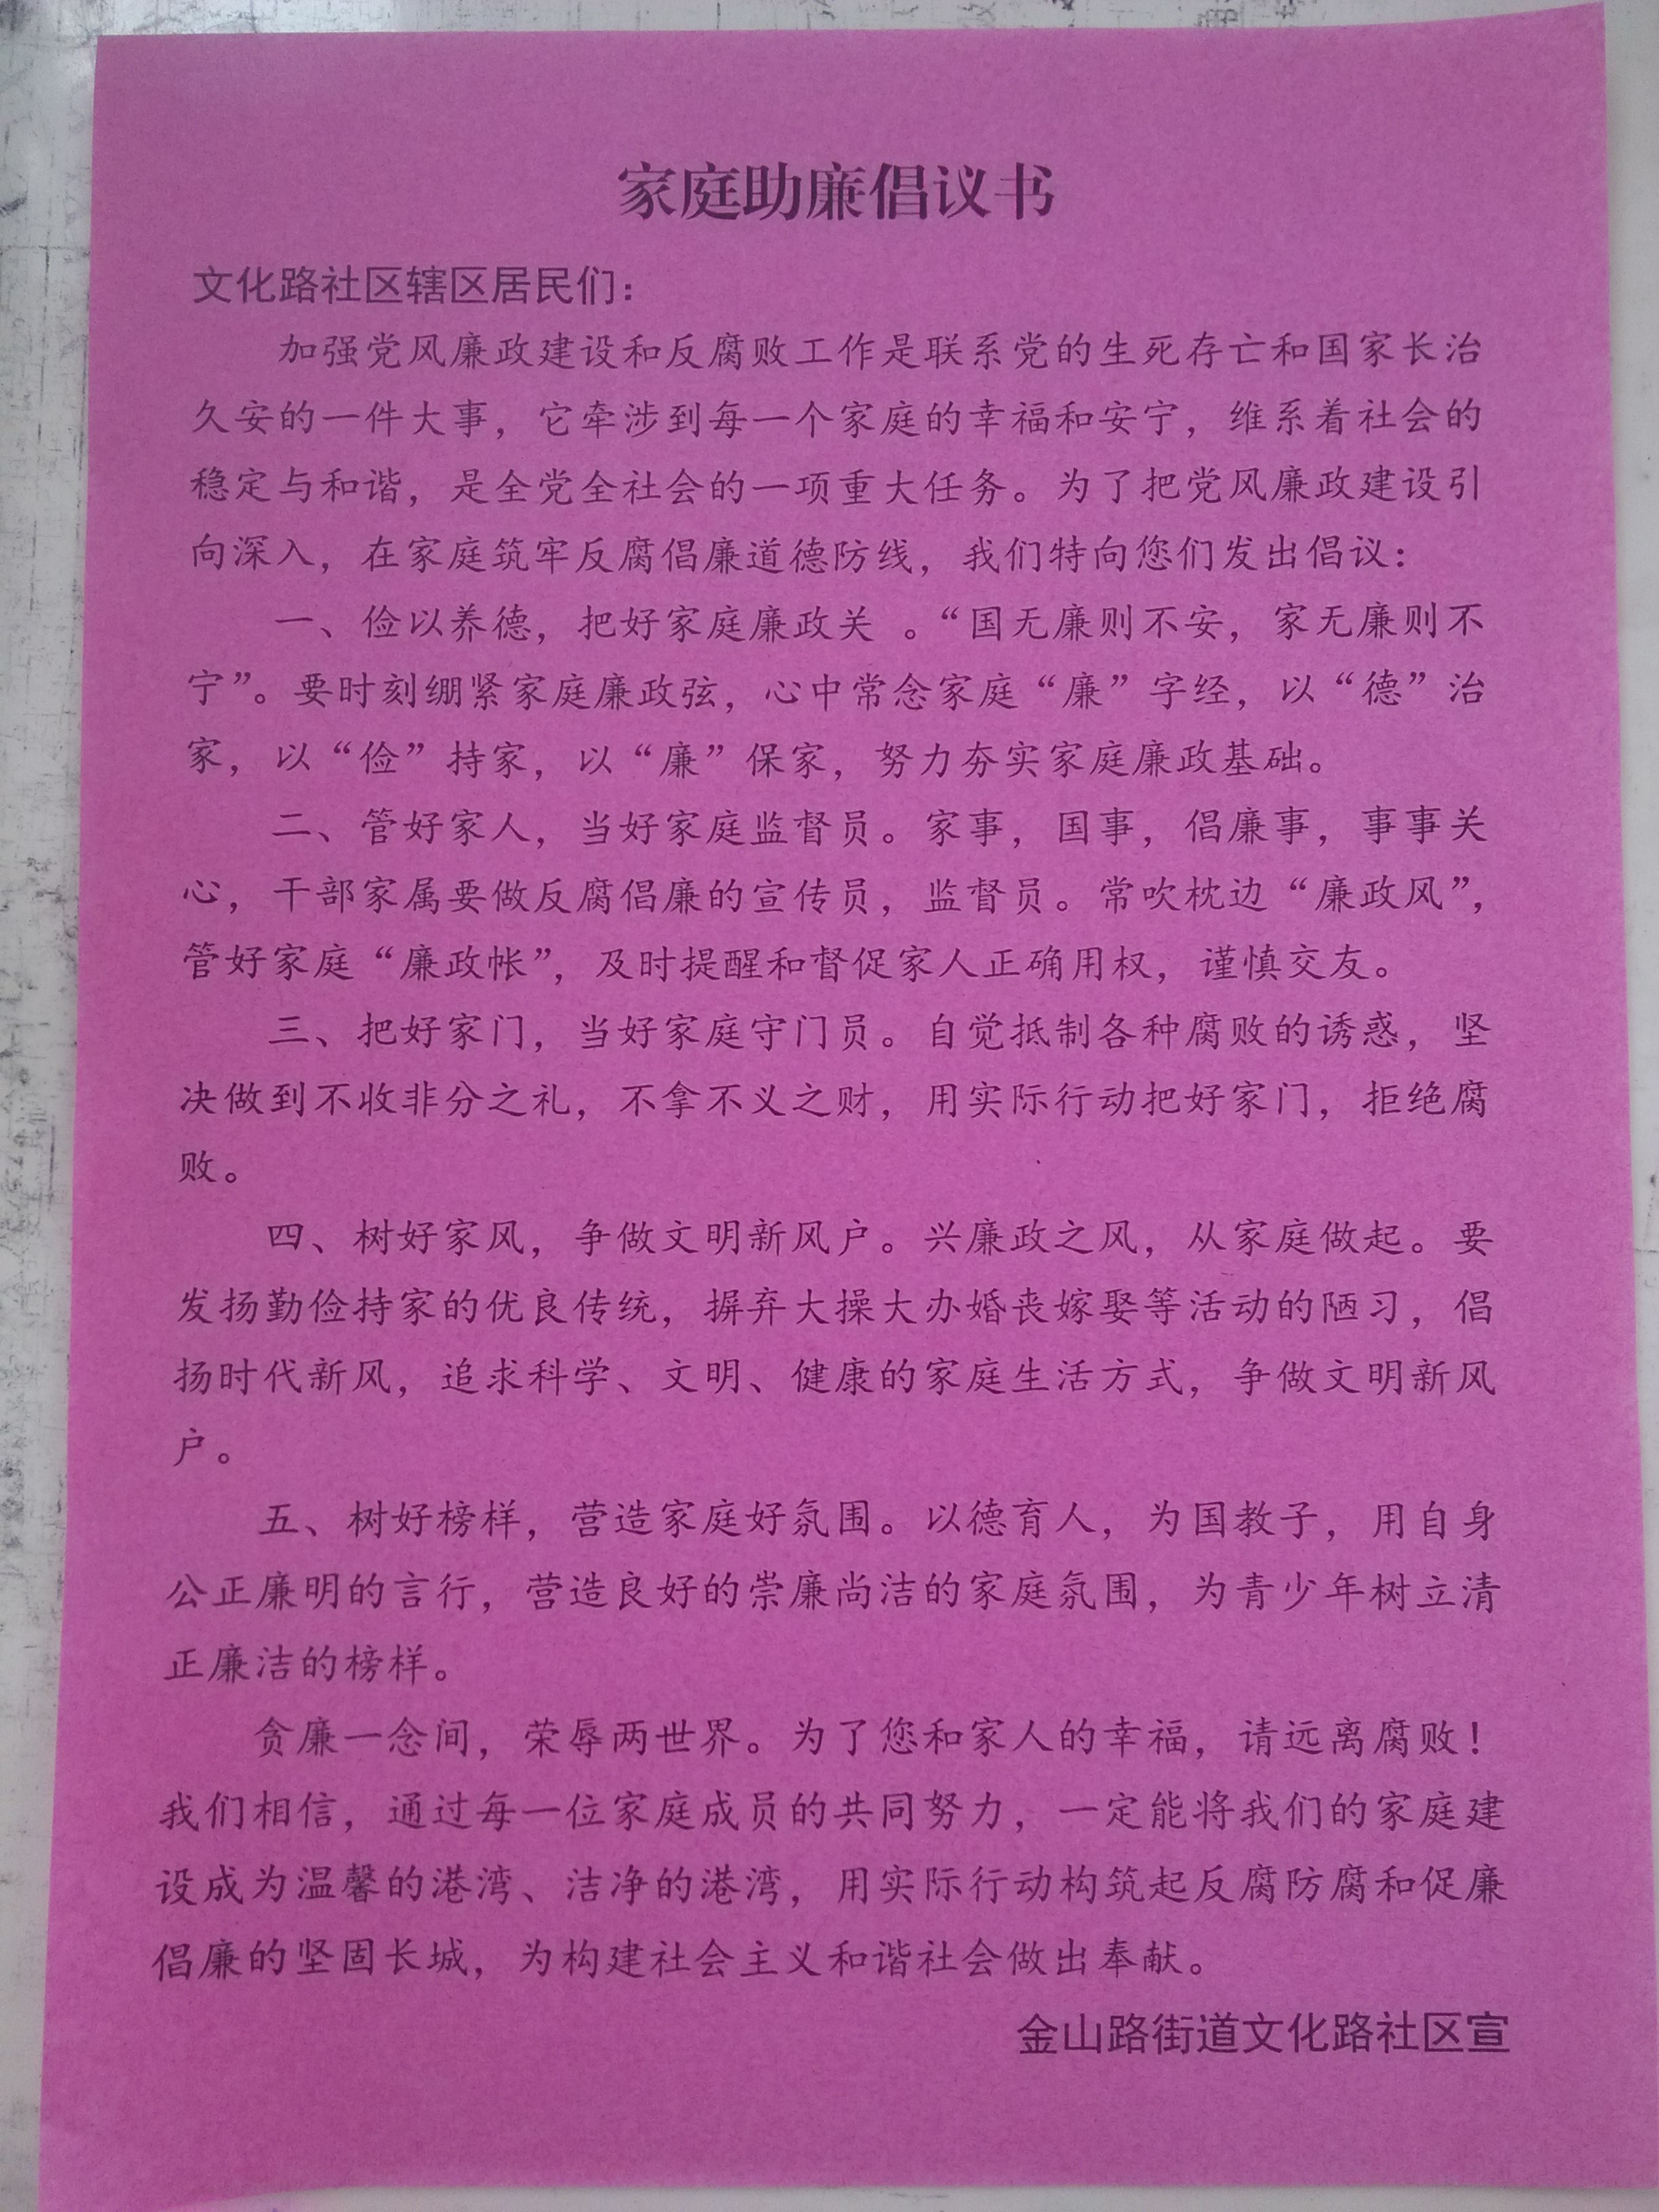 家庭助廉倡议书
文化路社区辖区居民们：
加强党风廉政建设和反腐败工作是联系党的生死存亡和国家长治
久安的一件大事，它牵涉到每一个家庭的幸福和安宁，维系着社会的
稳定与和谐，是全党全社会的一项重大任务。为了把党风廉政建设引
向深入，在家庭筑牢反腐倡廉道德防线，我们特向您们发出倡议：
一、俭以养德，把好家庭廉政关 。“国无廉则不安，家无廉则不
宁”。要时刻绷紧家庭廉政弦，心中常念家庭“廉”字经，以“德”治
家，以“俭”持家，以“廉”保家，努力夯实家庭廉政基础。
二、管好家人，当好家庭监督员。家事，国事，倡廉事，事事关
心，干部家属要做反腐倡廉的宣传员，监督员。常吹枕边“廉政风”，
管好家庭“廉政帐”，及时提醒和督促家人正确用权，谨慎交友。
三、把好家门，当好家庭守门员。自觉抵制各种腐败的诱惑，坚
决做到不收非分之礼，不拿不义之财，用实际行动把好家门，拒绝腐
败。
四、树好家风，争做文明新风户。兴廉政之风，从家庭做起。要
发扬勤俭持家的优良传统，摒弃大操大办婚丧嫁娶等活动的陋习，倡
扬时代新风，追求科学、文明、健康的家庭生活方式，争做文明新风
户。
五、树好榜样，营造家庭好氛围。以德育人，为国教子，用自身
公正廉明的言行，营造良好的崇廉尚洁的家庭氛围，为青少年树立清
正廉洁的榜样。
贪廉一念间，荣辱两世界。为了您和家人的幸福，请远离腐败！
我们相信，通过每一位家庭成员的共同努力，一定能将我们的家庭建
设成为温馨的港湾、洁净的港湾，用实际行动构筑起反腐防腐和促廉
倡廉的坚固长城，为构建社会主义和谐社会做出奉献。
金山路街道文化路社区宣